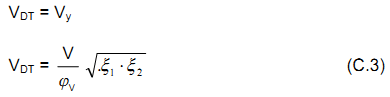 V_DT = V_y
V_DT = V/φ_V √.ξ_1 · ξ_2 (C.3)